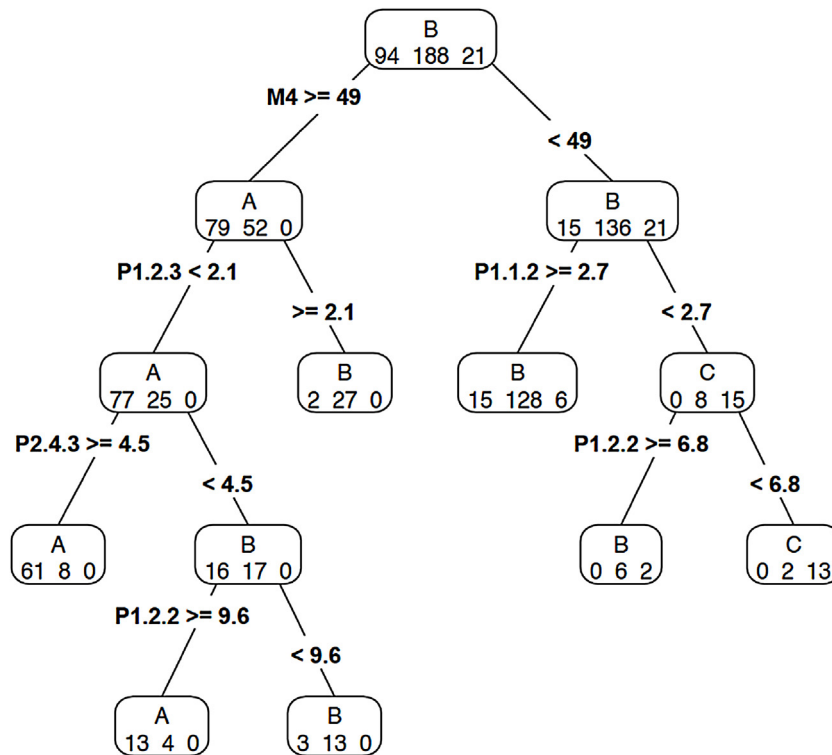 B
94 188 21
M4 >= 49
< 49
A
79 52 0
B
15 136 21
P1.2.3 < 2.1
>= 2.1
P1.1.2 >= 2.7
< 2.7
A
77 25 0
B
2 27 0
B
15 128 6
C
0 8 15
P2.4.3 >= 4.5
< 4.5
P1.2.2 >= 6.8
< 6.8
A
61 8 0
B
16 17 0
B
0 6 2
C
0 2 13
P1.2.2 >= 9.6
< 9.6
A
13 4 0
B
3 13 0